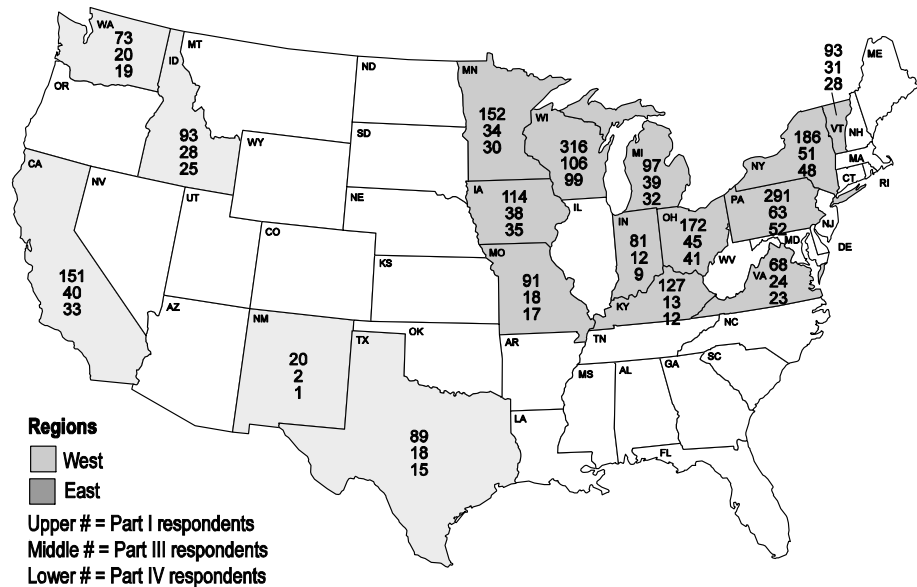 WA
73
20
19
MT
ID
OR
93
28
25
ND
MN
152
34
30
SD
WY
WI
316
106
99
MI
97
39
32
93
31
28
ME
VT
NH
186
51
48
NY
MA
CT
RI
CA
NV
UT
NE
IA
114
38
35
IL
IN
81
12
9
OH
172
45
41
PA
291
63
52
NJ
MD
DE
WV
VA
68
24
23
CO
KS
MO
91
18
17
KY
127
13
12
151
40
33
AZ
NM
20
2
1
OK
TX
89
18
15
AR
TN
NC
SC
MS
AL
GA
LA
FL
Regions
West
East
Upper # = Part I respondents
Middle # = Part III respondents
Lower # = Part IV respondents